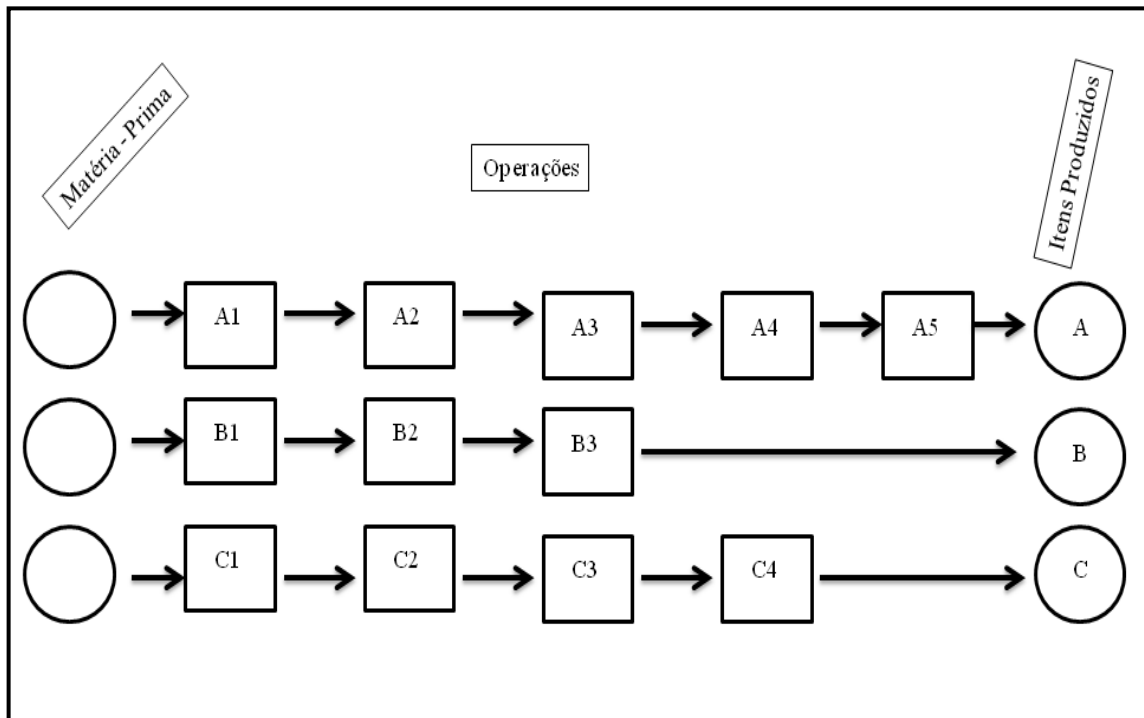 Matéria - Prima
Operações
Itens Produzidos
A1
A2
A3
A4
A5
A
B1
B2
B3
B
C1
C2
C3
C4
C